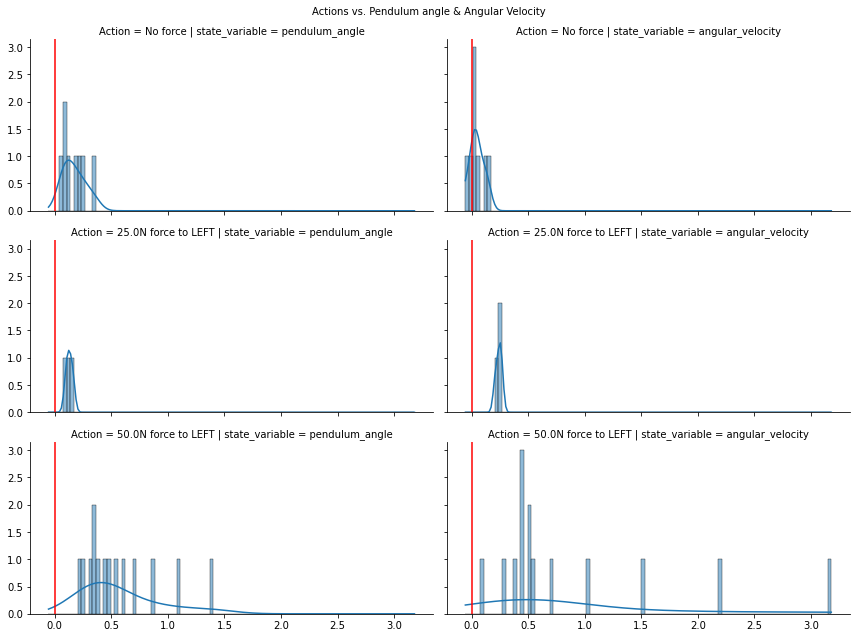 Actions vs. Pendulum angle & Angular Velocity
Action = No force | state_variable = pendulum_angle
Action = No force | state_variable = angular_velocity
3.0
2.5
2.0
1.5
1.0
0.5
0.0
Action = 25.0N force to LEFT | state_variable = pendulum_angle
Action = 25.0N force to LEFT | state_variable = angular_velocity
3.0
2.5
2.0
1.5
1.0
0.5
0.0
Action = 50.0N force to LEFT | state_variable = pendulum_angle
Action = 50.0N force to LEFT | state_variable = angular_velocity
3.0
2.5
2.0
1.5
1.0
0.5
0.0
0.0 0.5 1.0 1.5 2.0 2.5 3.0
0.0 0.5 1.0 1.5 2.0 2.5 3.0